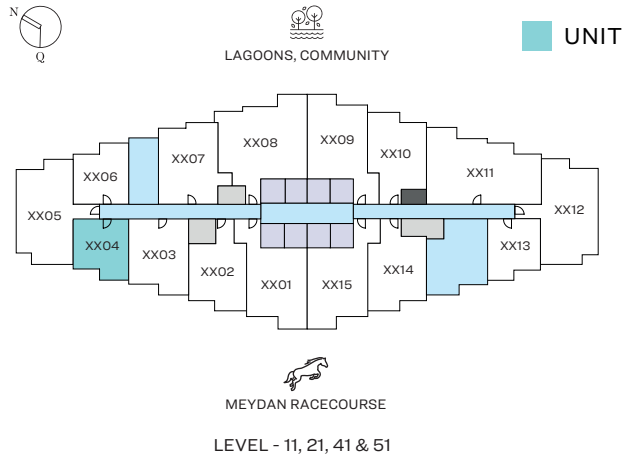 N
Q
LAGOONS, COMMUNITY
UNIT
XX08
XX09
XX07
XX10
XX06
XX11
XX05
XX12
XX04
XX03
XX02
XX01
XX15
XX14
XX13
MEYDAN RACECOURSE
LEVEL - 11, 21, 41 & 51